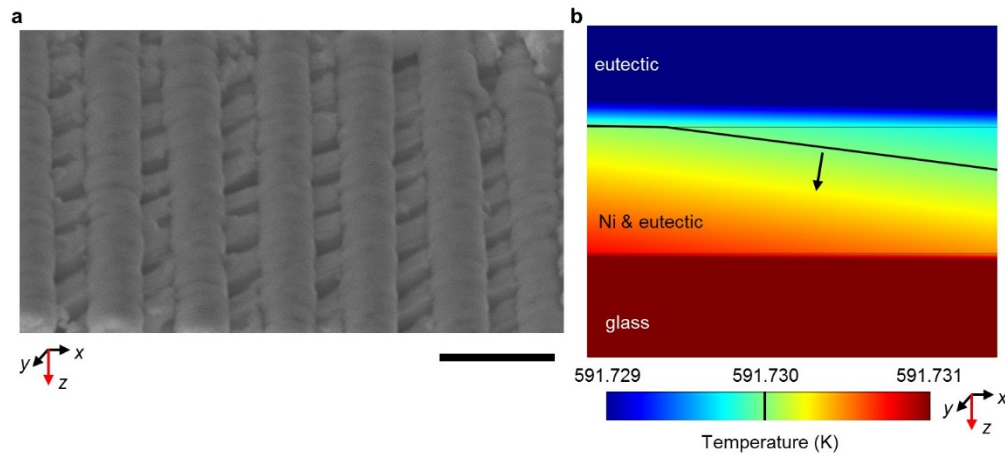 a
y
x
z
b
eutectic
Ni & eutectic
glass
591.729 591.730 591.731
Temperature (K)
y
x
z